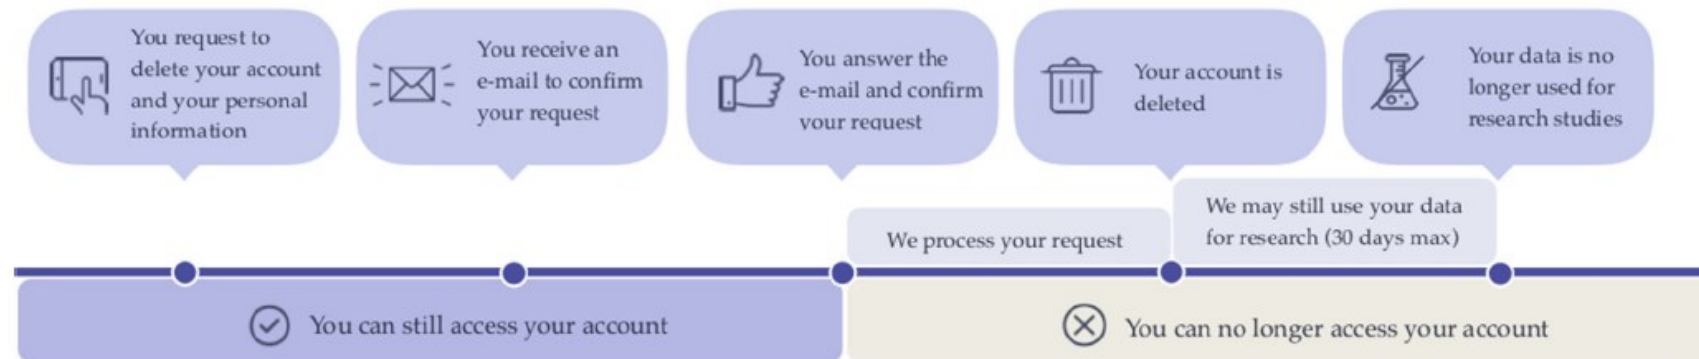 You request to
delete your account
and your personal
information
You receive an
e-mail to confirm
your request
You answer the
e-mail and confirm
your request
Your account is
deleted
Your data is no
longer used for
research studies
We process your request
We may still use your data
for research (30 days max)
You can still access your account
You can no longer access your account